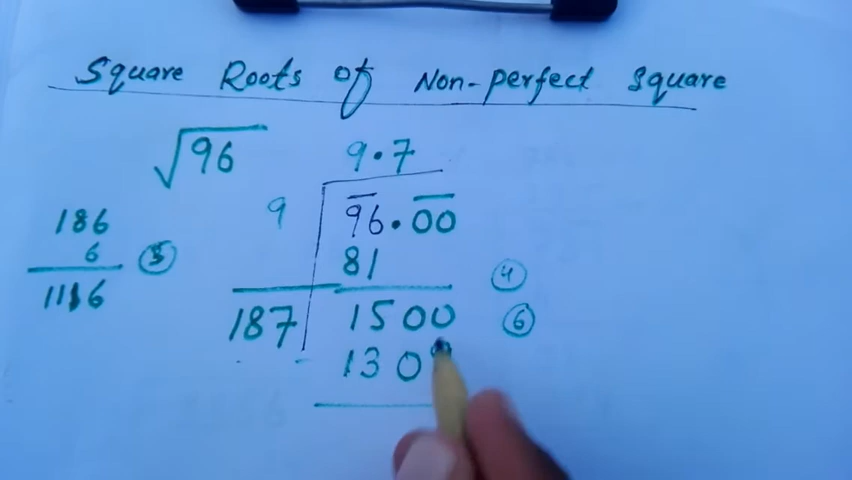 Square Roots of Non-perfect square
√96 9.7
9 96.00
186
6 5 81 4
1116 187 1500 6
130